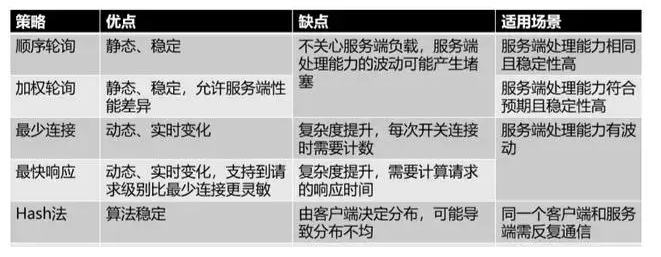 策略 优点 缺点 适用场景
顺序轮询 静态、稳定 不关心服务端负载，服务端 服务端处理能力相同
处理能力的波动可能产生堵 且稳定性高
塞
加权轮询 静态、稳定，允许服务端性 服务端处理能力符合
能差异 预期且稳定性高
最少连接 动态、实时变化 复杂度提升，每次开关连接 服务端处理能力有波
时需要计数 动
最快响应 动态、实时变化，支持到请 复杂度提升，需要计算请求
求级别比最少连接更灵敏 的响应时间
Hash法 算法稳定 由客户端决定分布，可能导 同一个客户端和服务
致分布不均 端需反复通信